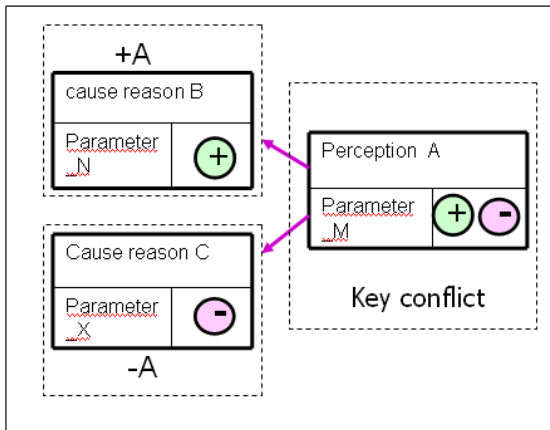 +A
cause reason B
Parameter
_N
+
Cause reason C
Parameter
_X
-
-A
Perception A
Parameter
_M
+ -
Key conflict